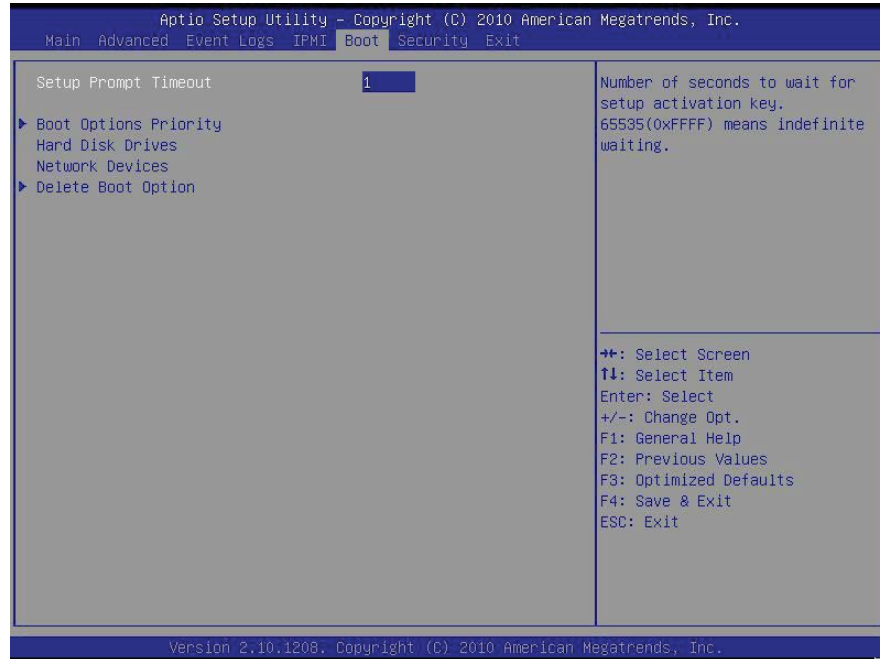 Aptio Setup Utility – Copyright (C) 2010 American Megatrends, Inc.
Main Advanced Event Logs IPMI Boot Security Exit
Setup Prompt Timeout 1
Boot Options Priority
Hard Disk Drives
Network Devices
Delete Boot Option
Number of seconds to wait for
setup activation key.
65535(0xFFFF) means indefinite
waiting.
→←: Select Screen
↑↓: Select Item
Enter: Select
+/-: Change Opt.
F1: General Help
F2: Previous Values
F3: Optimized Defaults
F4: Save & Exit
ESC: Exit
Version 2.10.1208. Copyright (C) 2010 American Megatrends, Inc.